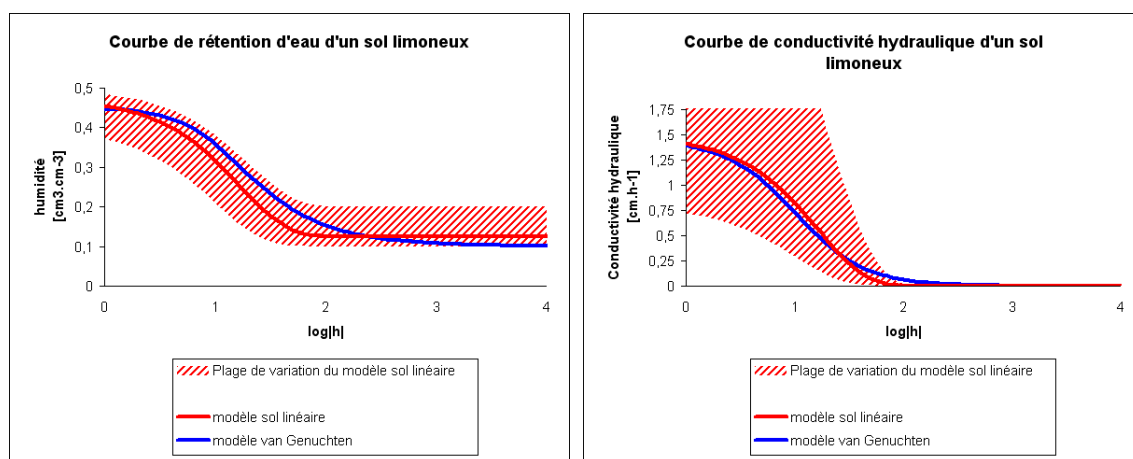 Courbe de rétention d'eau d'un sol limoneux
0,5
0,4
0,3
0,2
0,1
0
humidité
[cm3.cm-3]
0 1 2 3 4
log|h|
Plage de variation du modèle sol linéaire
modèle sol linéaire
modèle van Genuchten
Courbe de conductivité hydraulique d'un sol
limoneux
1,75
1,5
1,25
1
0,75
0,5
0,25
0
Conductivité hydraulique
[cm.h-1]
0 1 2 3 4
log|h|
Plage de variation du modèle sol linéaire
modèle sol linéaire
modèle van Genuchten